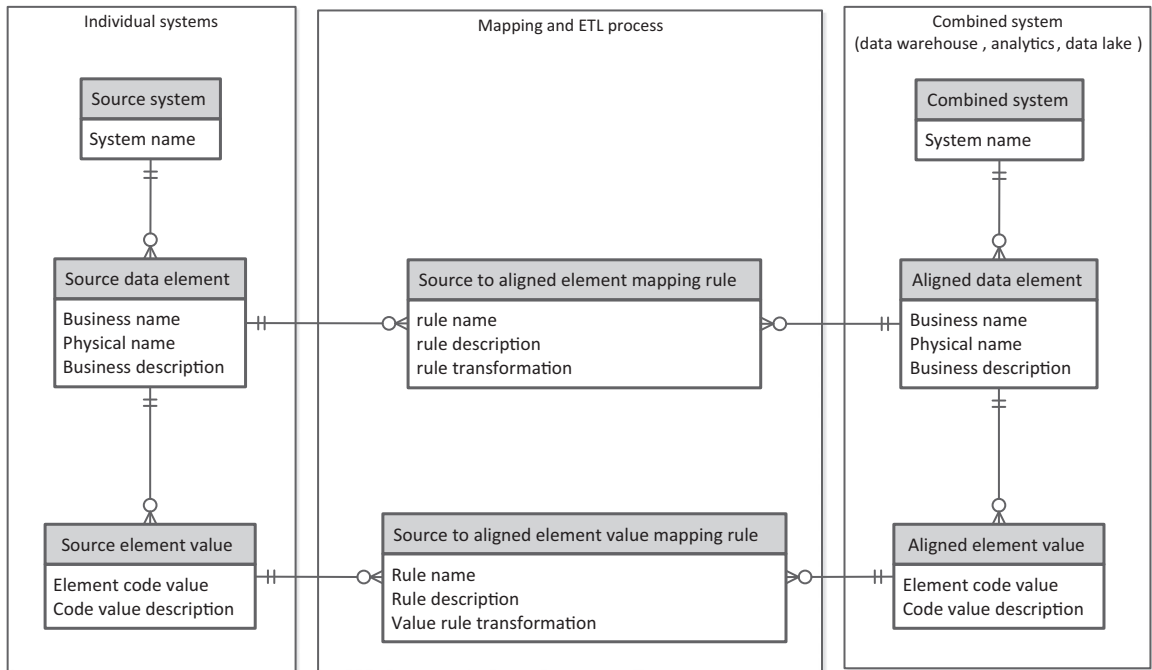 Individual systems
Source system
System name
Source data element
Business name
Physical name
Business description
Source element value
Element code value
Code value description
Mapping and ETL process
Source to aligned element mapping rule
rule name
rule description
rule transformation
Source to aligned element value mapping rule
Rule name
Rule description
Value rule transformation
Combined system
(data warehouse , analytics, data lake )
Combined system
System name
Aligned data element
Business name
Physical name
Business description
Aligned element value
Element code value
Code value description